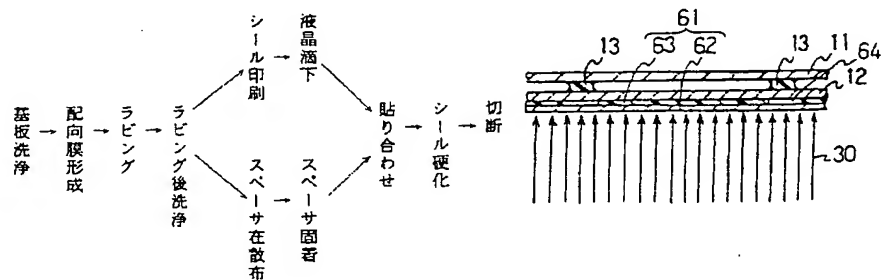 基板洗浄
配向膜形成
ラビング
ラビング後洗浄
シール印刷
液晶滴下
スペーサ在散布
スペーサ固着
貼り合わせ
シール硬化
切断
61
63 62
13 13 11
64
12
30